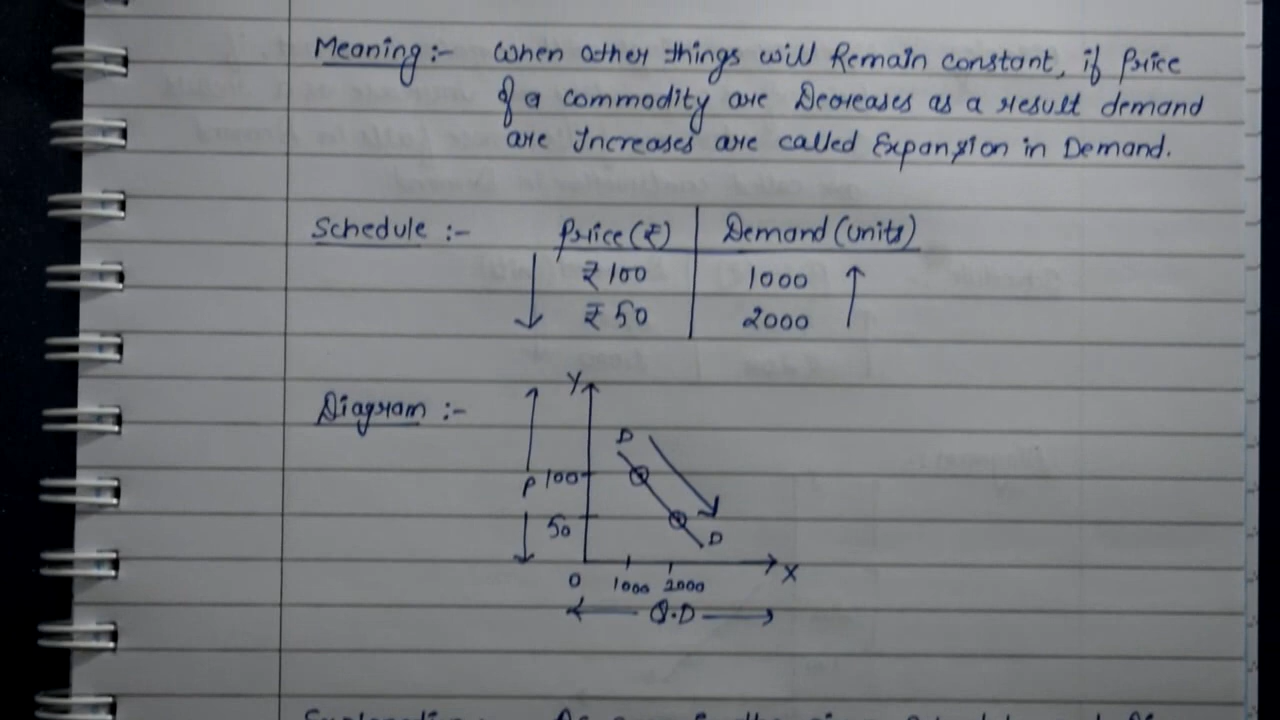 Meaning :- When other things will Remain constant, if Price
of a commodity are Decreases as a result demand
are Increases are called Expansion in Demand.
Schedule :- Price (₹) Demand (units)
₹ 100 1000
₹ 50 2000
Diagram :-
Y
D
P 100
50
D
O 1000 2000 X
Q.D